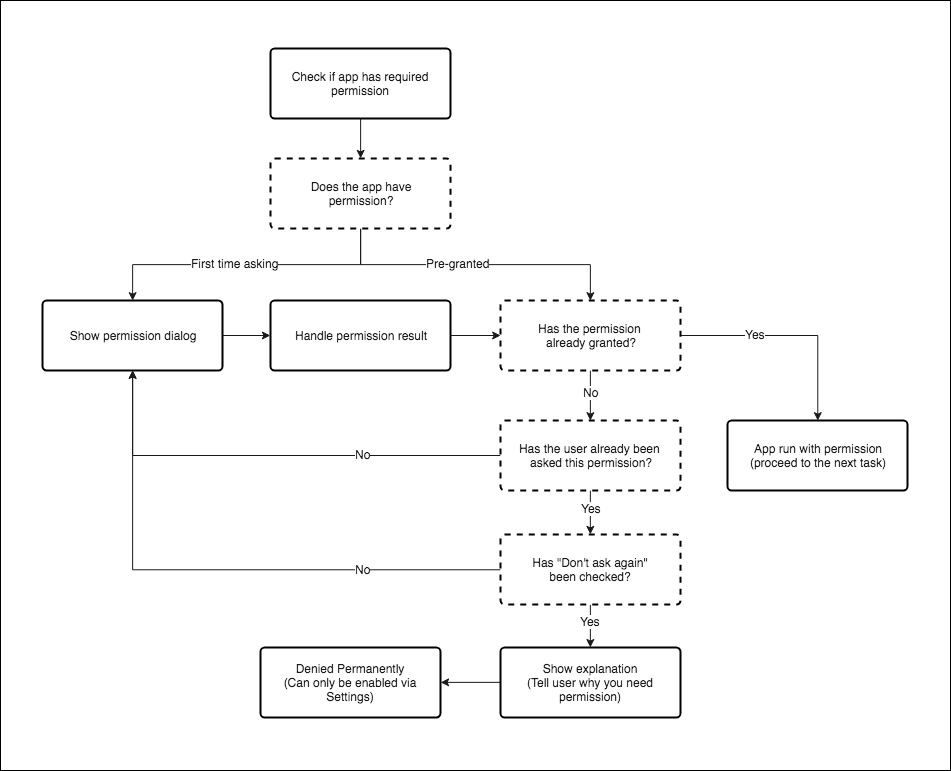 Check if app has required
permission
Does the app have
permission?
First time asking
Pre-granted
Show permission dialog
Handle permission result
Has the permission
already granted?
Yes
No
App run with permission
(proceed to the next task)
Has the user already been
asked this permission?
No
Yes
Has "Don't ask again"
been checked?
No
Yes
Denied Permanently
(Can only be enabled via
Settings)
Show explanation
(Tell user why you need
permission)